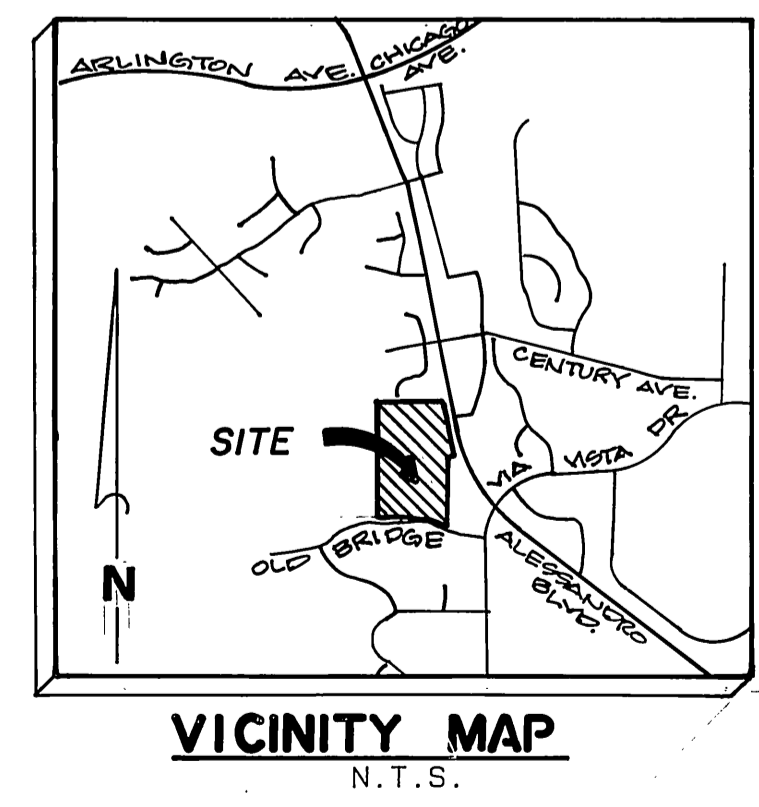 ARLINGTON AVE.
CHICAGO AVE.
CENTURY AVE.
SITE
VIA VISTA DR
OLD BRIDGE
ALESSANDRO BLVD.
N
VICINITY MAP
N.T.S.